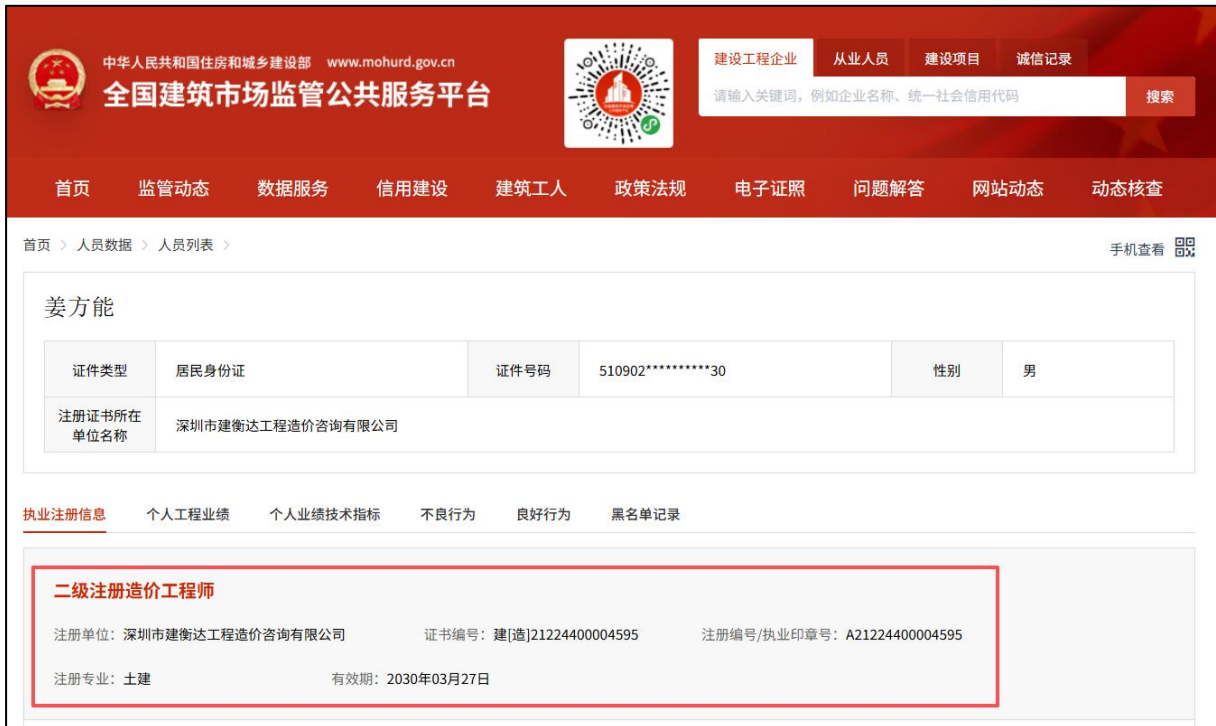 中华人民共和国住房和城乡建设部 www.mohurd.gov.cn
全国建筑市场监管公共服务平台
建设工程企业 从业人员 建设项目 诚信记录
请输入关键词，例如企业名称、统一社会信用代码 搜索
首页 监管动态 数据服务 信用建设 建筑工人 政策法规 电子证照 问题解答 网站动态 动态核查
首页 > 人员数据 > 人员列表 >
手机查看
姜方能
证件类型 居民身份证 证件号码 510902**********30 性别 男
注册证书所在
单位名称
深圳市建衡达工程造价咨询有限公司
执业注册信息 个人工程业绩 个人业绩技术指标 不良行为 良好行为 黑名单记录
二级注册造价工程师
注册单位：深圳市建衡达工程造价咨询有限公司 证书编号：建[造]21224400004595 注册编号/执业印章号：A21224400004595
注册专业：土建 有效期：2030年03月27日